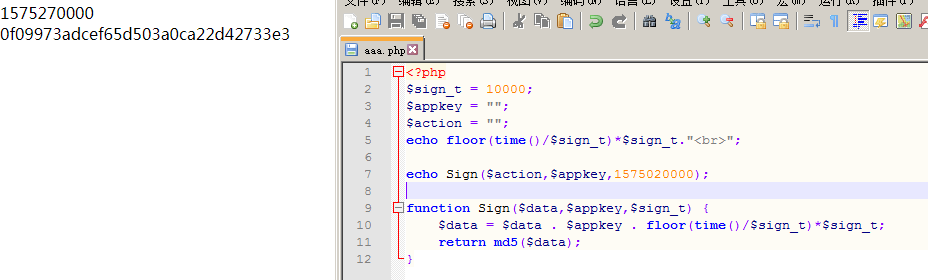 1575270000
0f09973adcef65d503a0ca22d42733e3
aaa.php
1 <?php
2 $sign_t = 10000;
3 $appkey = "";
4 $action = "";
5 echo floor(time()/$sign_t)*$sign_t."<br>";
6
7 echo Sign($action,$appkey,1575020000);
8
9 function Sign($data,$appkey,$sign_t) {
10 $data = $data . $appkey . floor(time()/$sign_t)*$sign_t;
11 return md5($data);
12 }